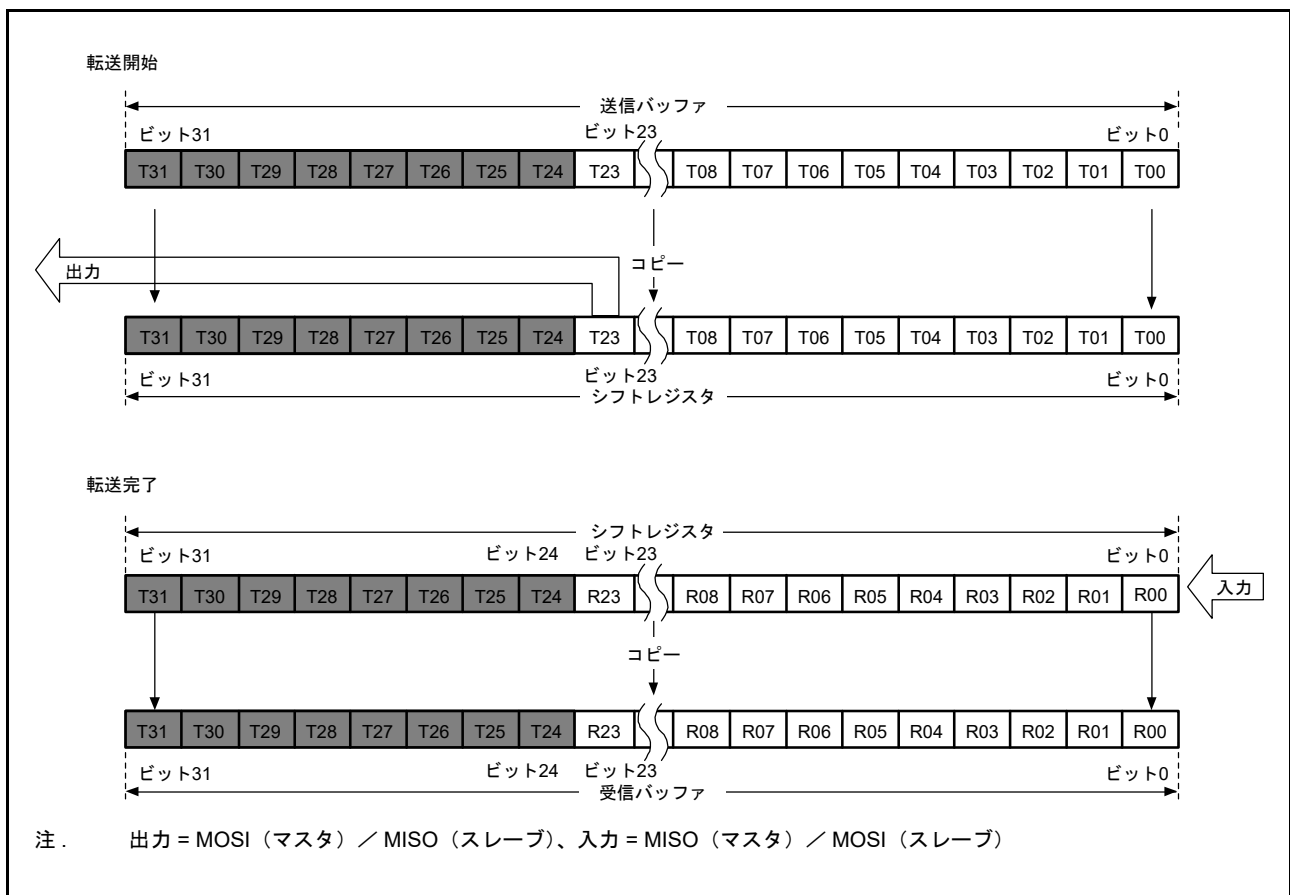 転送開始
送信バッファ
ビット31 ビット23 ビット0
T31 T30 T29 T28 T27 T26 T25 T24 T23 T08 T07 T06 T05 T04 T03 T02 T01 T00
出力 コピー
T31 T30 T29 T28 T27 T26 T25 T24 T23 T08 T07 T06 T05 T04 T03 T02 T01 T00
ビット31 ビット23 ビット0
シフトレジスタ
転送完了
シフトレジスタ
ビット31 ビット24 ビット23 ビット0
T31 T30 T29 T28 T27 T26 T25 T24 R23 R08 R07 R06 R05 R04 R03 R02 R01 R00 入力
コピー
T31 T30 T29 T28 T27 T26 T25 T24 R23 R08 R07 R06 R05 R04 R03 R02 R01 R00
ビット31 ビット24 ビット23 ビット0
受信バッファ
注． 出力 = MOSI（マスタ）／ MISO（スレーブ）、入力 = MISO（マスタ）／ MOSI（スレーブ）